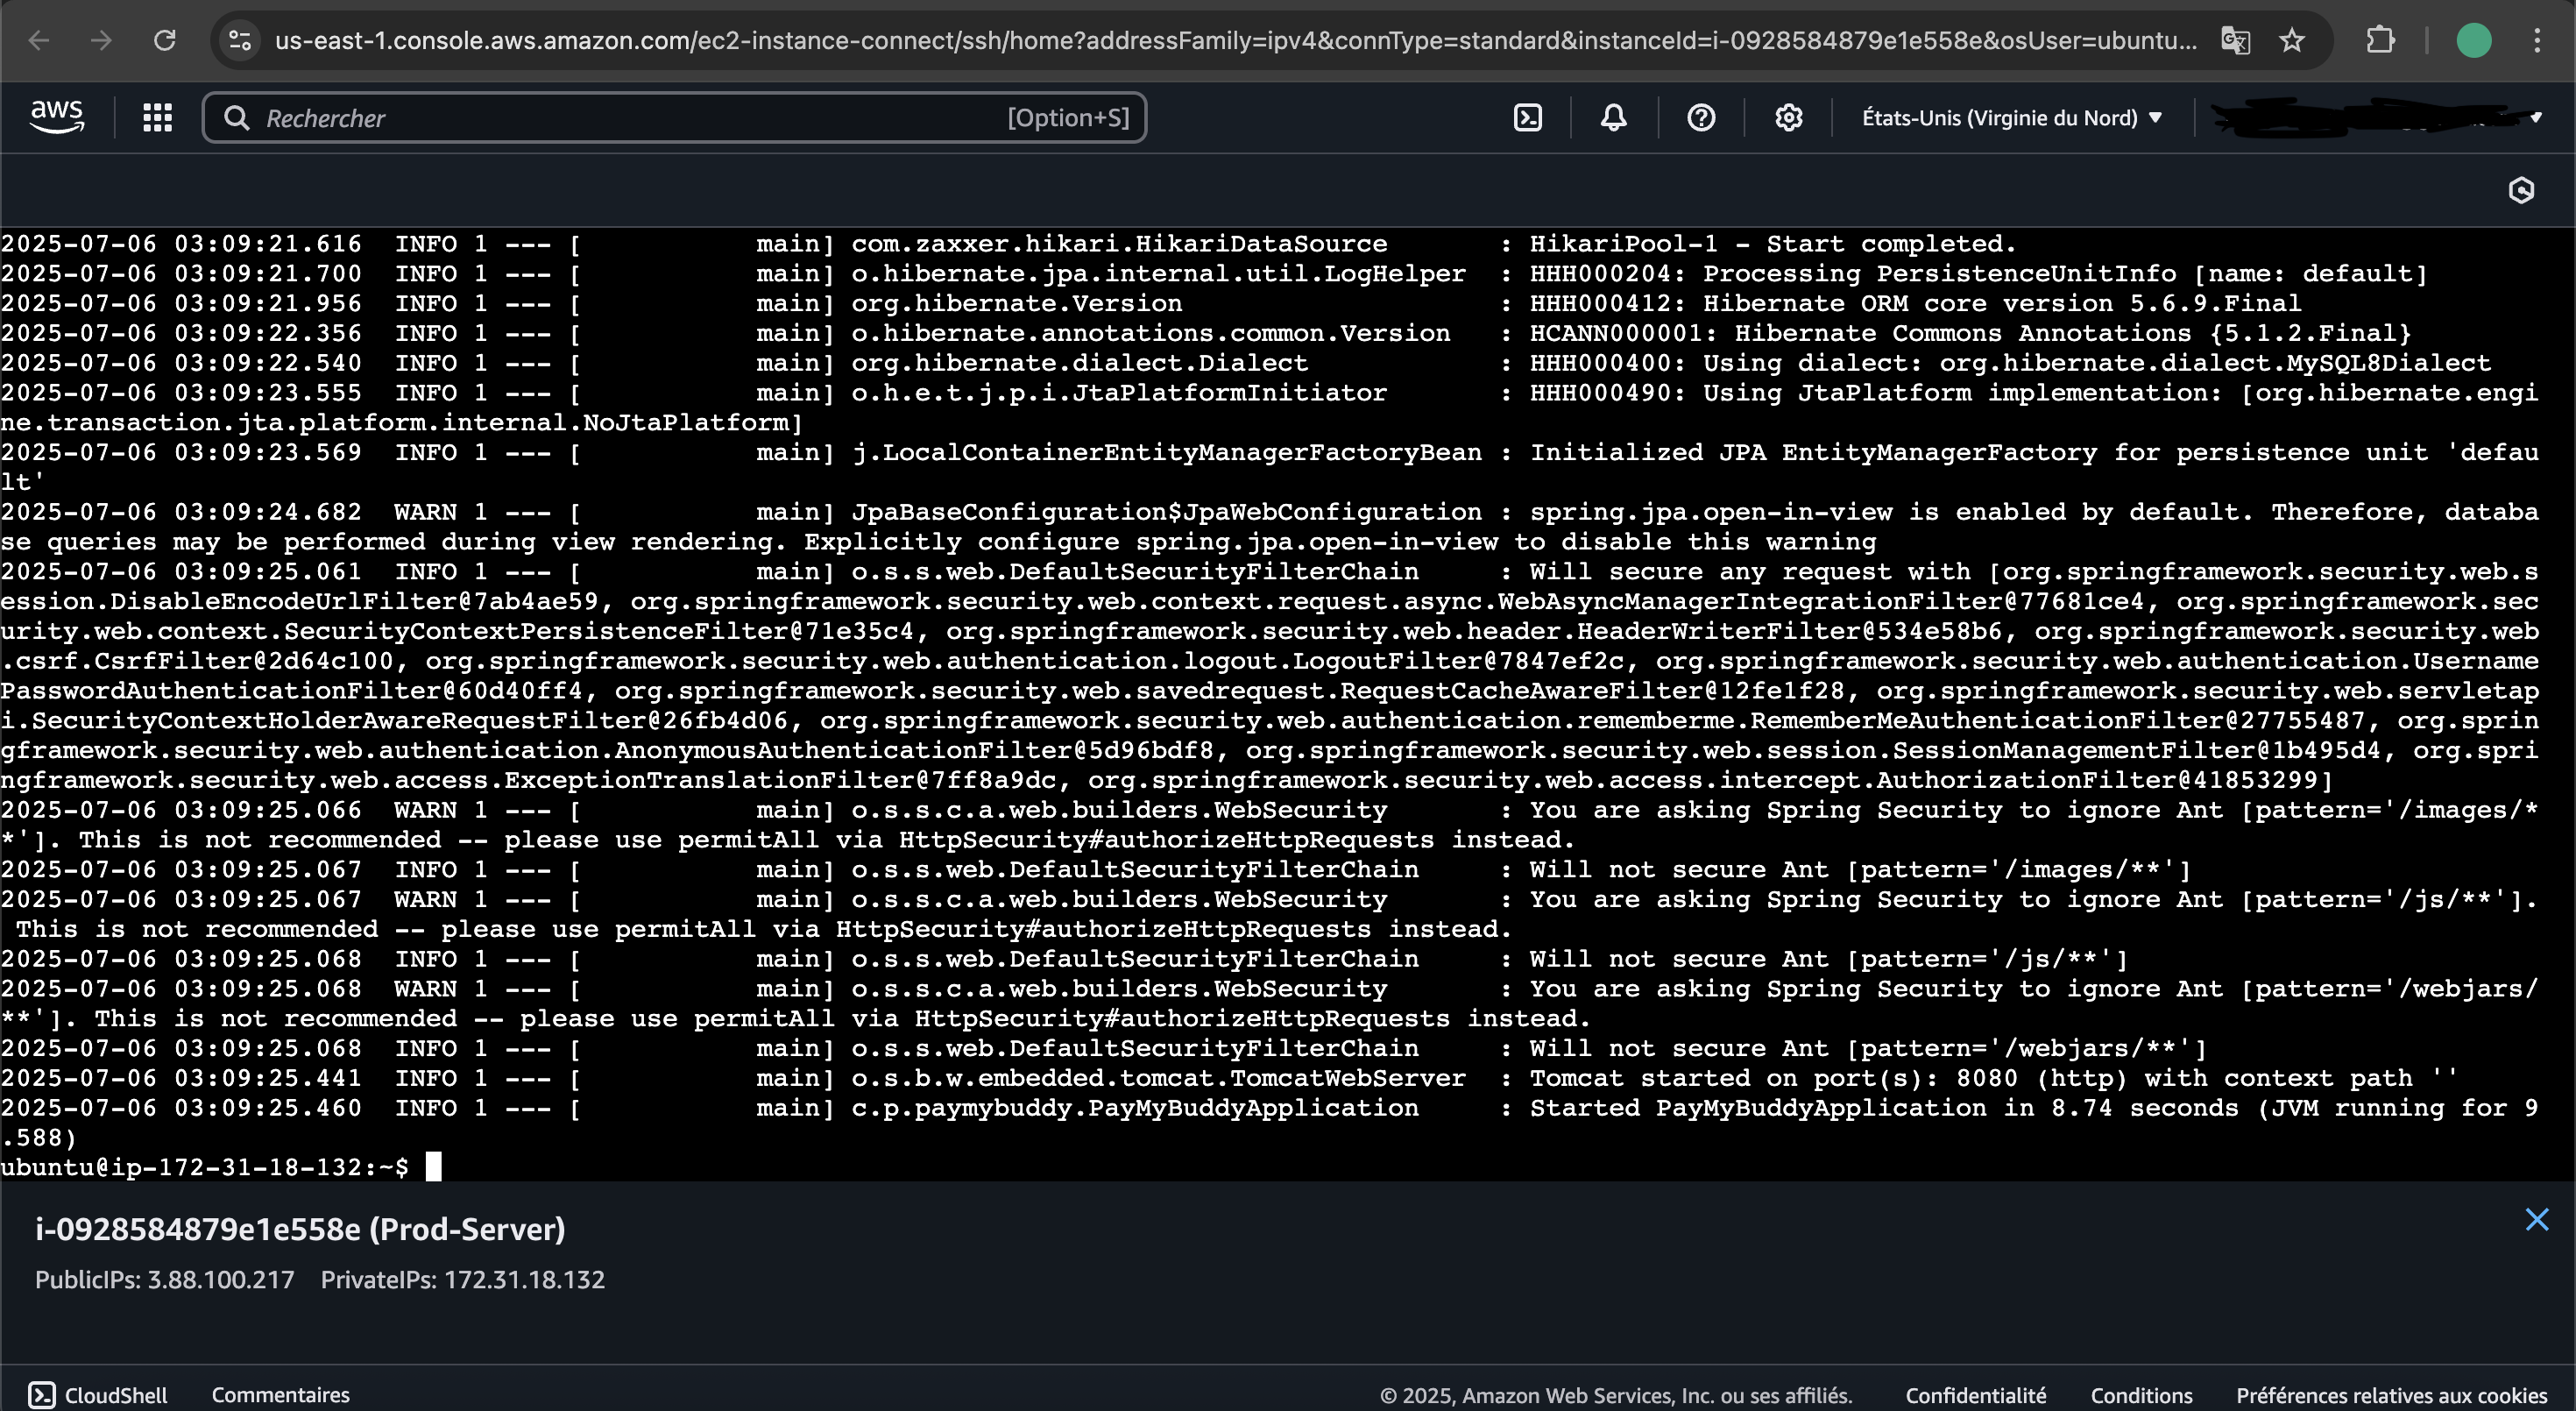 us-east-1.console.aws.amazon.com/ec2-instance-connect/ssh/home?addressFamily=ipv4&connType=standard&instanceId=i-0928584879e1e558e&osUser=ubuntu...
aws
Rechercher
[Option+S]
États-Unis (Virginie du Nord)
2025-07-06 03:09:21.616  INFO 1 --- [           main] com.zaxxer.hikari.HikariDataSource       : HikariPool-1 - Start completed.
2025-07-06 03:09:21.700  INFO 1 --- [           main] o.hibernate.jpa.internal.util.LogHelper  : HHH000204: Processing PersistenceUnitInfo [name: default]
2025-07-06 03:09:21.956  INFO 1 --- [           main] org.hibernate.Version                    : HHH000412: Hibernate ORM core version 5.6.9.Final
2025-07-06 03:09:22.356  INFO 1 --- [           main] o.hibernate.annotations.common.Version   : HCANN000001: Hibernate Commons Annotations {5.1.2.Final}
2025-07-06 03:09:22.540  INFO 1 --- [           main] org.hibernate.dialect.Dialect            : HHH000400: Using dialect: org.hibernate.dialect.MySQL8Dialect
2025-07-06 03:09:23.555  INFO 1 --- [           main] o.h.e.t.j.p.i.JtaPlatformInitiator       : HHH000490: Using JtaPlatform implementation: [org.hibernate.engi
ne.transaction.jta.platform.internal.NoJtaPlatform]
2025-07-06 03:09:23.569  INFO 1 --- [           main] j.LocalContainerEntityManagerFactoryBean : Initialized JPA EntityManagerFactory for persistence unit 'defau
lt'
2025-07-06 03:09:24.682  WARN 1 --- [           main] JpaBaseConfiguration$JpaWebConfiguration : spring.jpa.open-in-view is enabled by default. Therefore, databa
se queries may be performed during view rendering. Explicitly configure spring.jpa.open-in-view to disable this warning
2025-07-06 03:09:25.061  INFO 1 --- [           main] o.s.s.web.DefaultSecurityFilterChain     : Will secure any request with [org.springframework.security.web.s
ession.DisableEncodeUrlFilter@7ab4ae59, org.springframework.security.web.context.request.async.WebAsyncManagerIntegrationFilter@77681ce4, org.springframework.sec
urity.web.context.SecurityContextPersistenceFilter@71e35c4, org.springframework.security.web.header.HeaderWriterFilter@534e58b6, org.springframework.security.web
.csrf.CsrfFilter@2d64c100, org.springframework.security.web.authentication.logout.LogoutFilter@7847ef2c, org.springframework.security.web.authentication.Username
PasswordAuthenticationFilter@60d40ff4, org.springframework.security.web.savedrequest.RequestCacheAwareFilter@12fe1f28, org.springframework.security.web.servletap
i.SecurityContextHolderAwareRequestFilter@26fb4d06, org.springframework.security.web.authentication.rememberme.RememberMeAuthenticationFilter@27755487, org.sprin
gframework.security.web.authentication.AnonymousAuthenticationFilter@5d96bdf8, org.springframework.security.web.session.SessionManagementFilter@1b495d4, org.spri
ngframework.security.web.access.ExceptionTranslationFilter@7ff8a9dc, org.springframework.security.web.access.intercept.AuthorizationFilter@41853299]
2025-07-06 03:09:25.066  WARN 1 --- [           main] o.s.s.c.a.web.builders.WebSecurity       : You are asking Spring Security to ignore Ant [pattern='/images/*
*']. This is not recommended -- please use permitAll via HttpSecurity#authorizeHttpRequests instead.
2025-07-06 03:09:25.067  INFO 1 --- [           main] o.s.s.web.DefaultSecurityFilterChain     : Will not secure Ant [pattern='/images/**']
2025-07-06 03:09:25.067  WARN 1 --- [           main] o.s.s.c.a.web.builders.WebSecurity       : You are asking Spring Security to ignore Ant [pattern='/js/**'].
 This is not recommended -- please use permitAll via HttpSecurity#authorizeHttpRequests instead.
2025-07-06 03:09:25.068  INFO 1 --- [           main] o.s.s.web.DefaultSecurityFilterChain     : Will not secure Ant [pattern='/js/**']
2025-07-06 03:09:25.068  WARN 1 --- [           main] o.s.s.c.a.web.builders.WebSecurity       : You are asking Spring Security to ignore Ant [pattern='/webjars/
**']. This is not recommended -- please use permitAll via HttpSecurity#authorizeHttpRequests instead.
2025-07-06 03:09:25.068  INFO 1 --- [           main] o.s.s.web.DefaultSecurityFilterChain     : Will not secure Ant [pattern='/webjars/**']
2025-07-06 03:09:25.441  INFO 1 --- [           main] o.s.b.w.embedded.tomcat.TomcatWebServer  : Tomcat started on port(s): 8080 (http) with context path ''
2025-07-06 03:09:25.460  INFO 1 --- [           main] c.p.paymybuddy.PayMyBuddyApplication     : Started PayMyBuddyApplication in 8.74 seconds (JVM running for 9
.588)
ubuntu@ip-172-31-18-132:~$
i-0928584879e1e558e (Prod-Server)
PublicIPs: 3.88.100.217    PrivateIPs: 172.31.18.132
CloudShell    Commentaires    © 2025, Amazon Web Services, Inc. ou ses affiliés.    Confidentialité    Conditions    Préférences relatives aux cookies